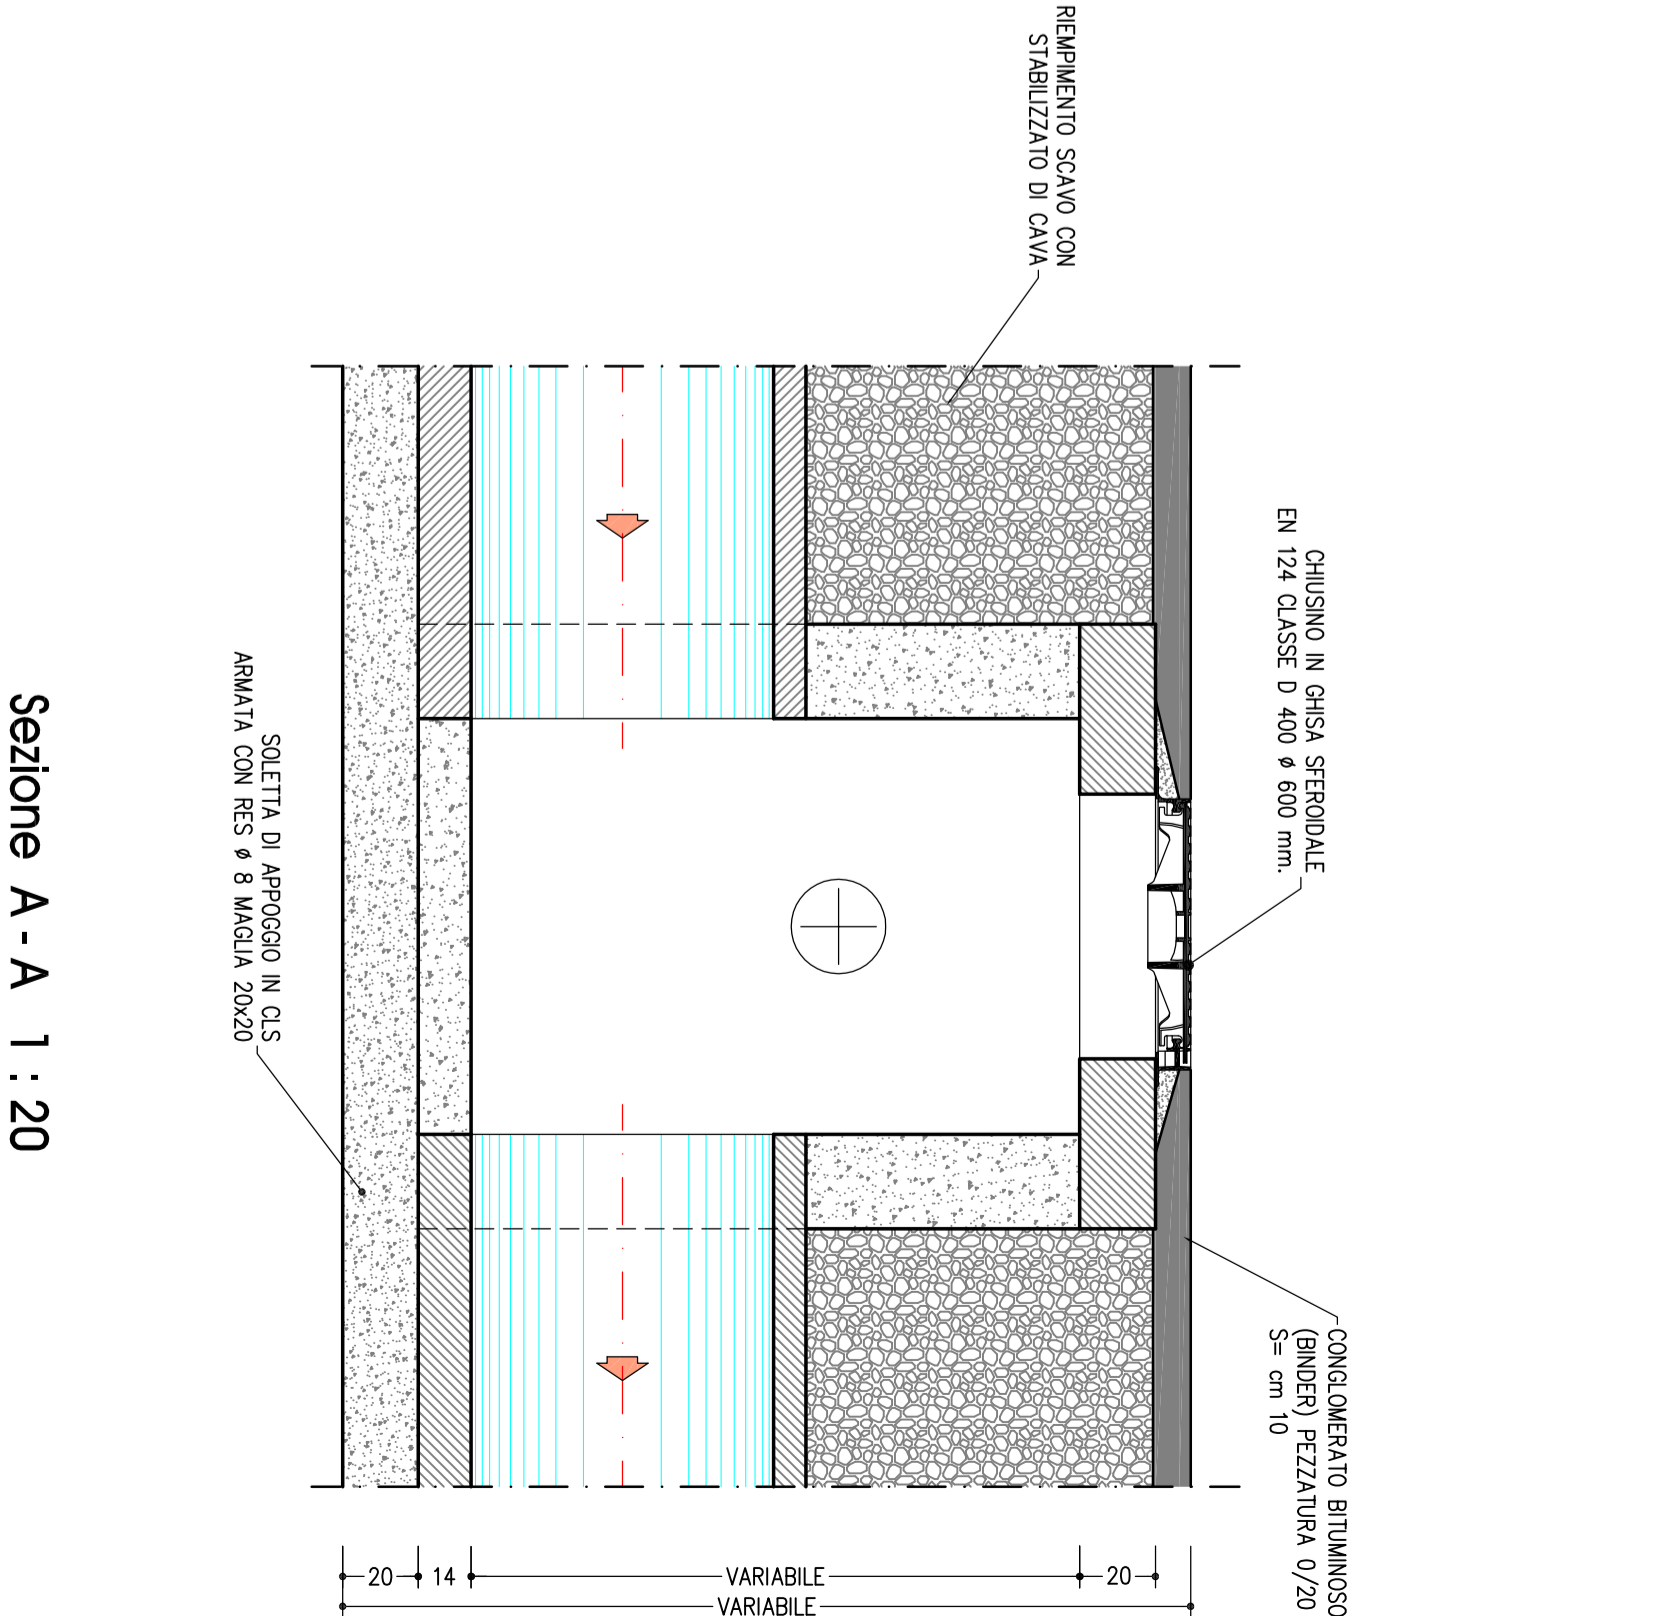 RIEMPIMENTO SCAVO CON
STABILIZZATO DI CAVA
CHIUSINO IN GHISA SFEROIDALE
EN 124 CLASSE D 400 ø 600 mm.
CONGLOMERATO BITUMINOSO
(BINDER) PEZZATURA 0/20
S= cm 10
SOLETTA DI APPOGGIO IN CLS
ARMATA CON RES ø 8 MAGLIA 20x20
20
VARIABILE
14
20
VARIABILE
Sezione A-A 1:20